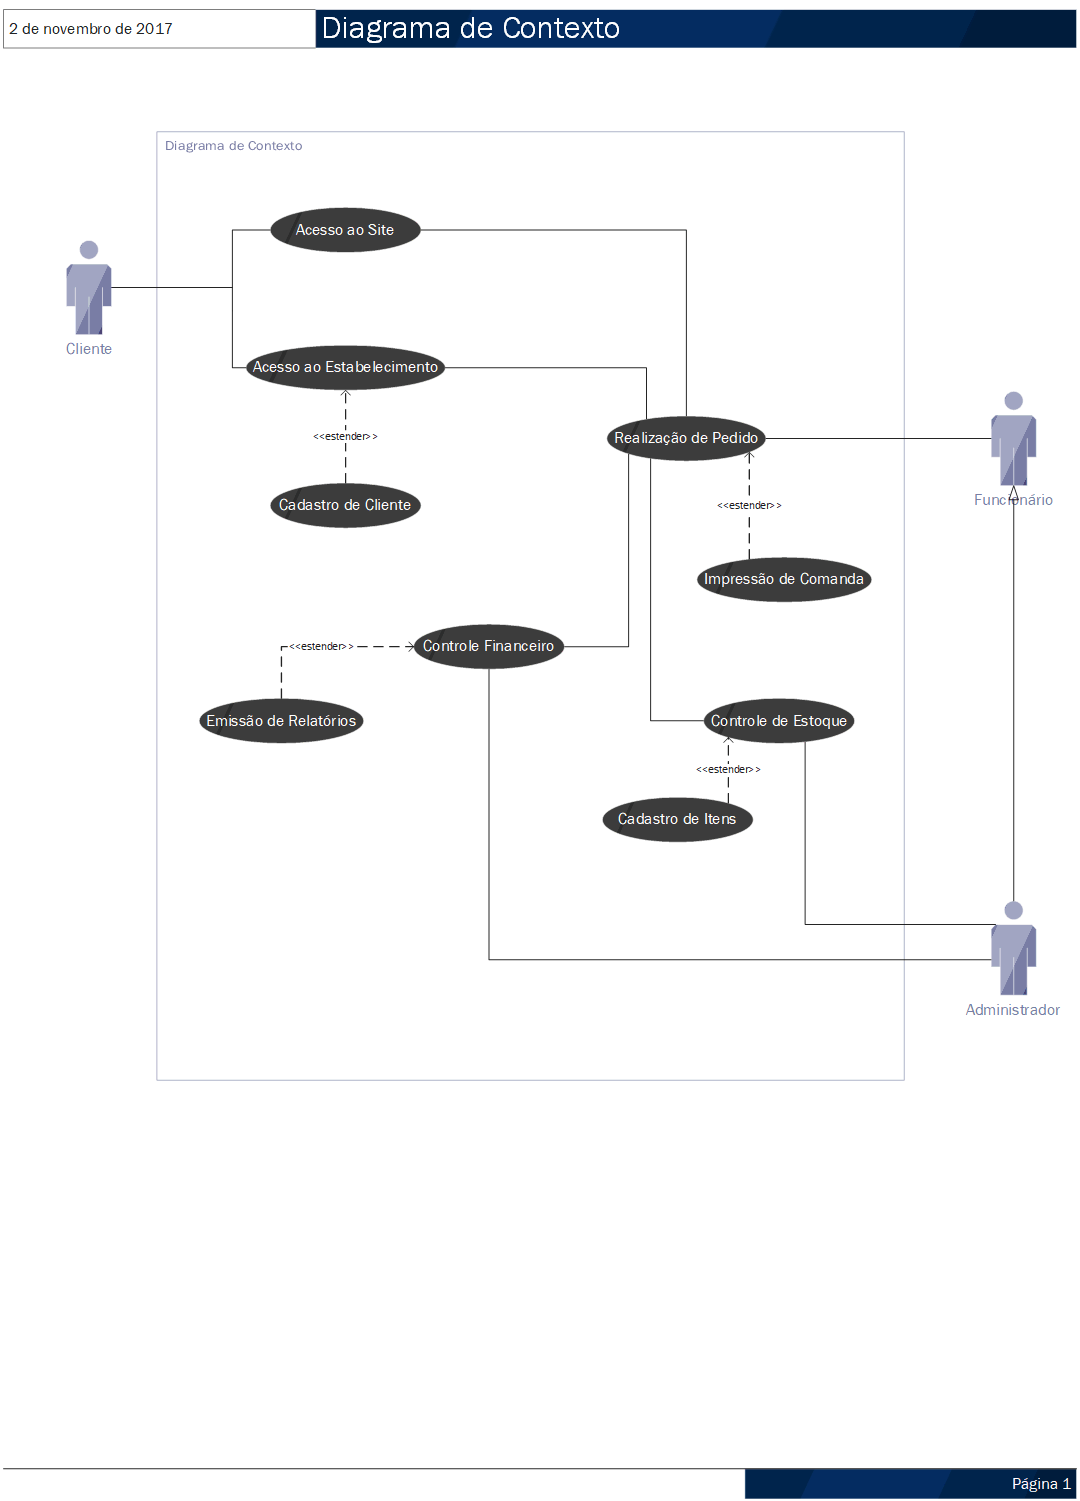 2 de novembro de 2017
Diagrama de Contexto
Diagrama de Contexto
Acesso ao Site
Cliente
Acesso ao Estabelecimento
<<estender>>
Realização de Pedido
Cadastro de Cliente
Funcionário
<<estender>>
Impressão de Comanda
<<estender>>
Controle Financeiro
Emissão de Relatórios
Controle de Estoque
<<estender>>
Cadastro de Itens
Administrador
Página 1